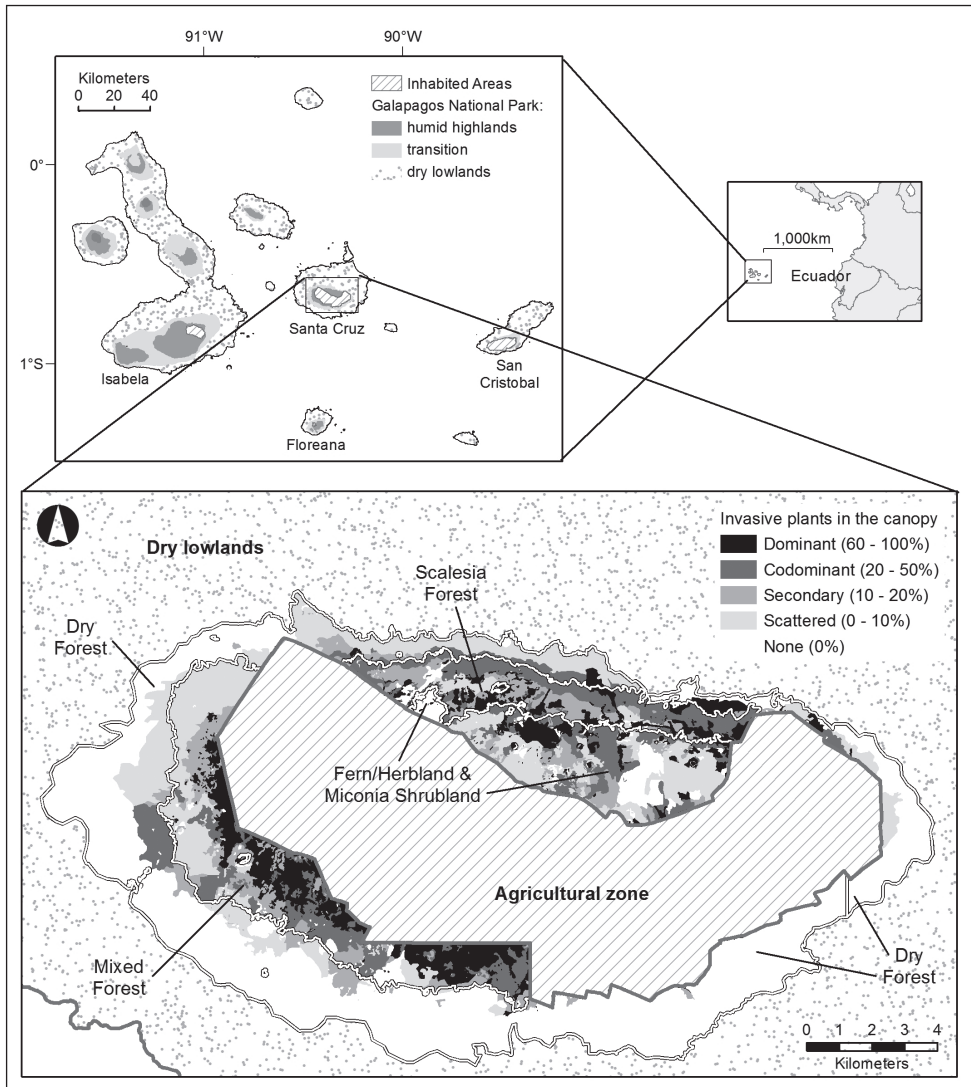 91°W
90°W
Kilometers
0 20 40
Inhabited Areas
Galapagos National Park:
humid highlands
transition
dry lowlands
0°
1°S
Isabela
Santa Cruz
San
Cristobal
Floreana
1,000km
Ecuador
Dry lowlands
Scalesia
Forest
Dry
Forest
Invasive plants in the canopy
Dominant (60 - 100%)
Codominant (20 - 50%)
Secondary (10 - 20%)
Scattered (0 - 10%)
None (0%)
Fern/Herbland &
Miconia Shrubland
Agricultural zone
Mixed
Forest
Dry
Forest
0 1 2 3 4
Kilometers